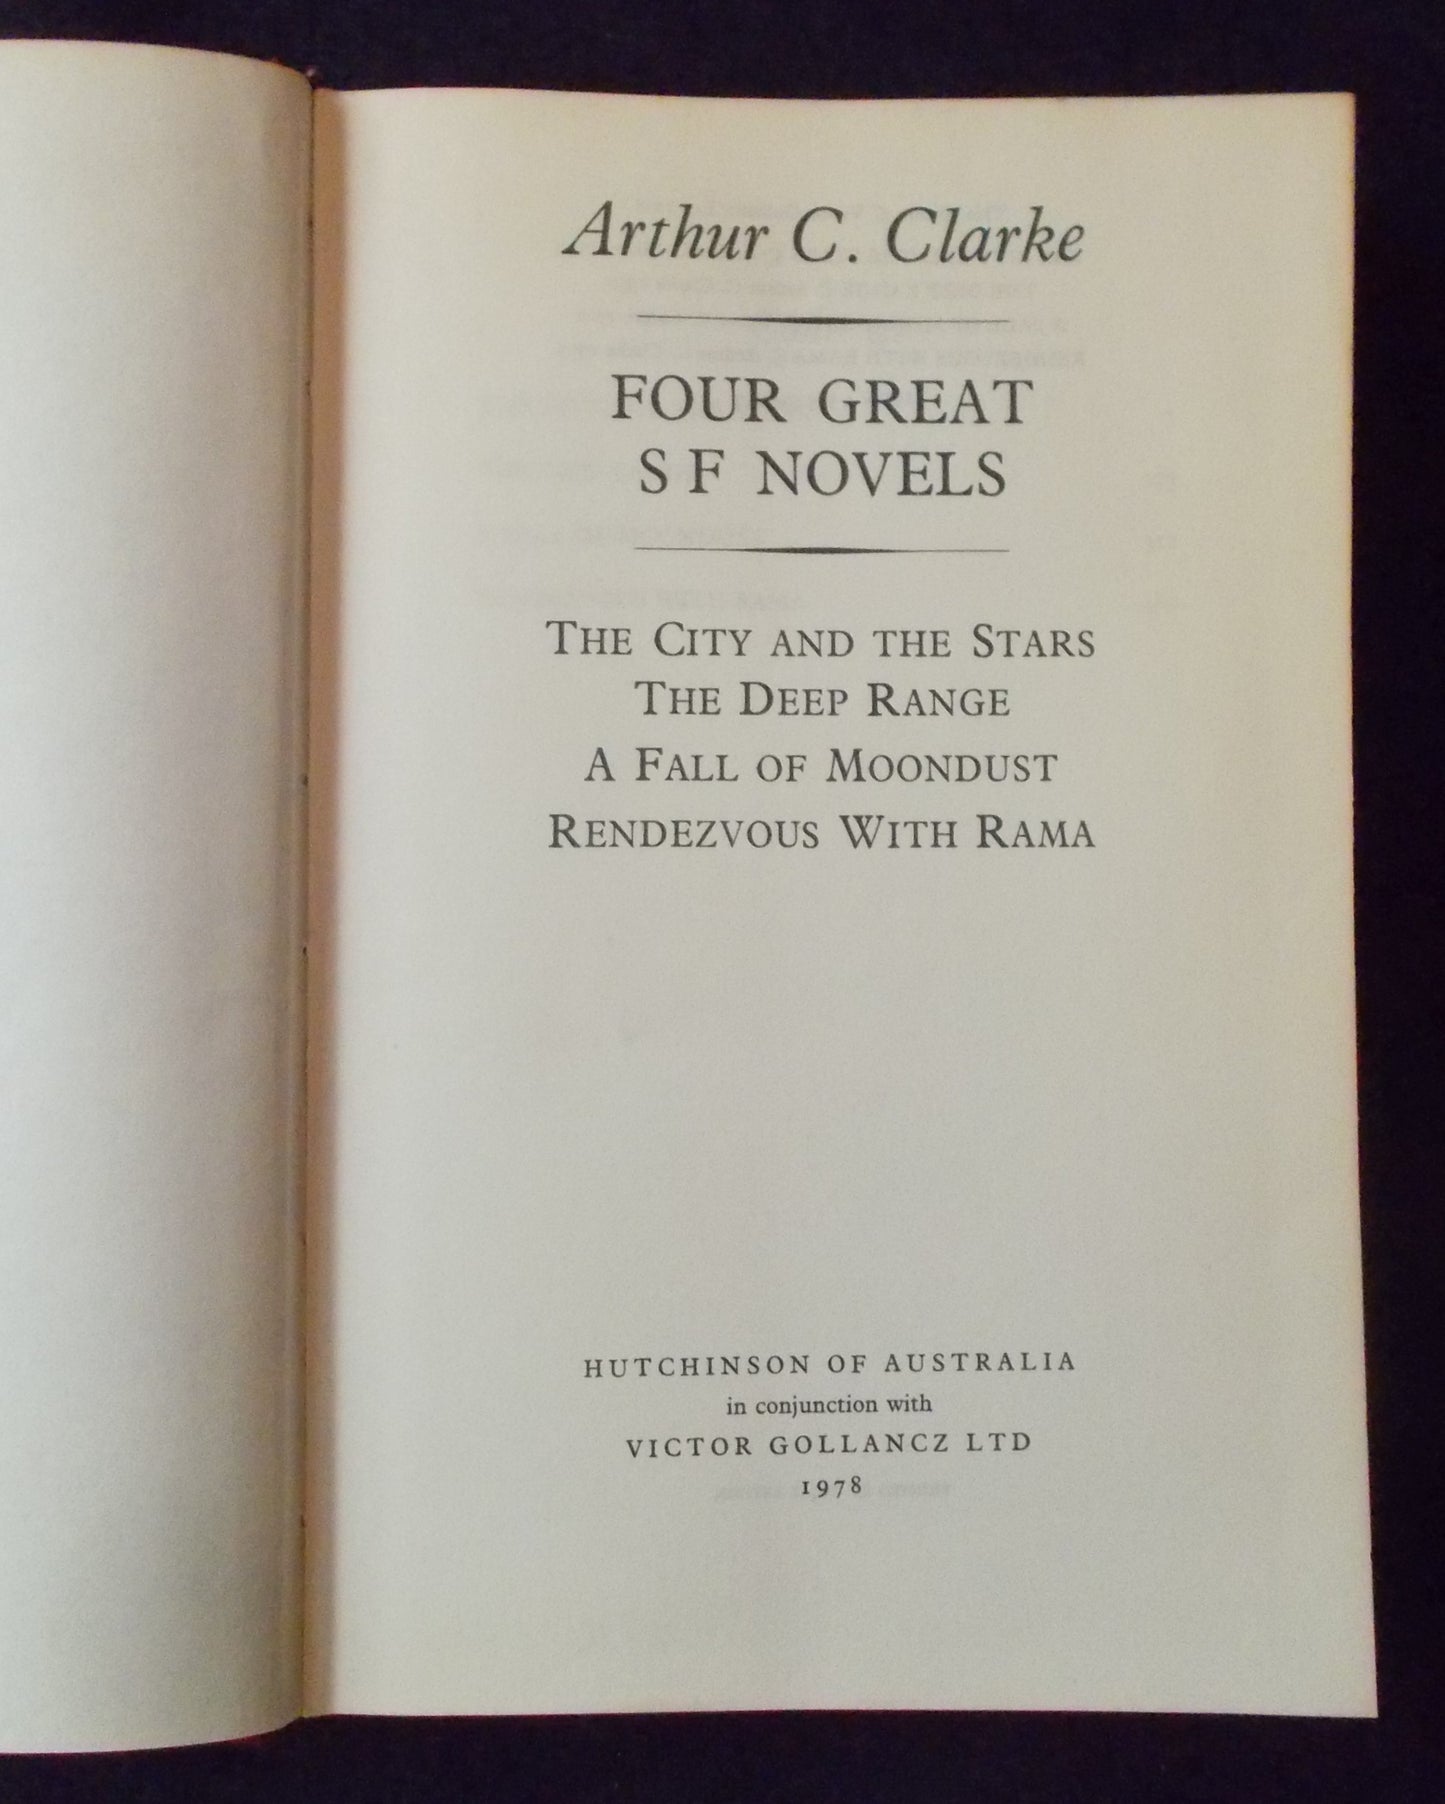 Arthur C. Clarke
FOUR GREAT
S F NOVELS
THE CITY AND THE STARS
THE DEEP RANGE
A FALL OF MOONDUST
RENDEZVOUS WITH RAMA
HUTCHINSON OF AUSTRALIA
in conjunction with
VICTOR GOLLANCZ LTD
1978